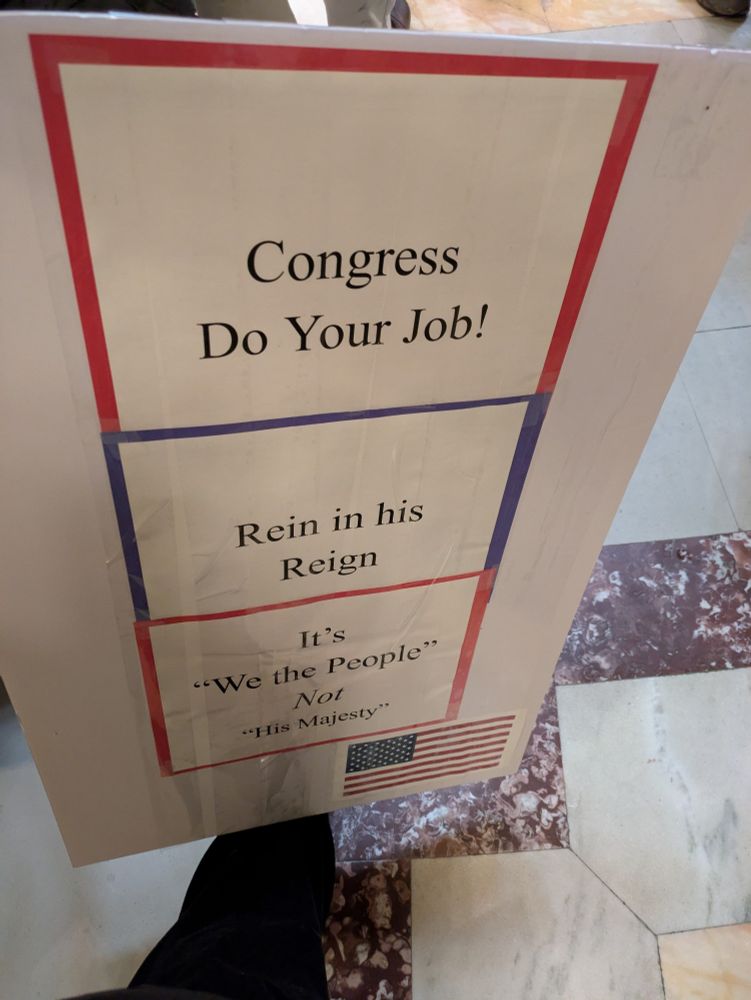 Congress
Do Your Job!
Rein in his
Reign
It’s
“We the People”
Not
“His Majesty”